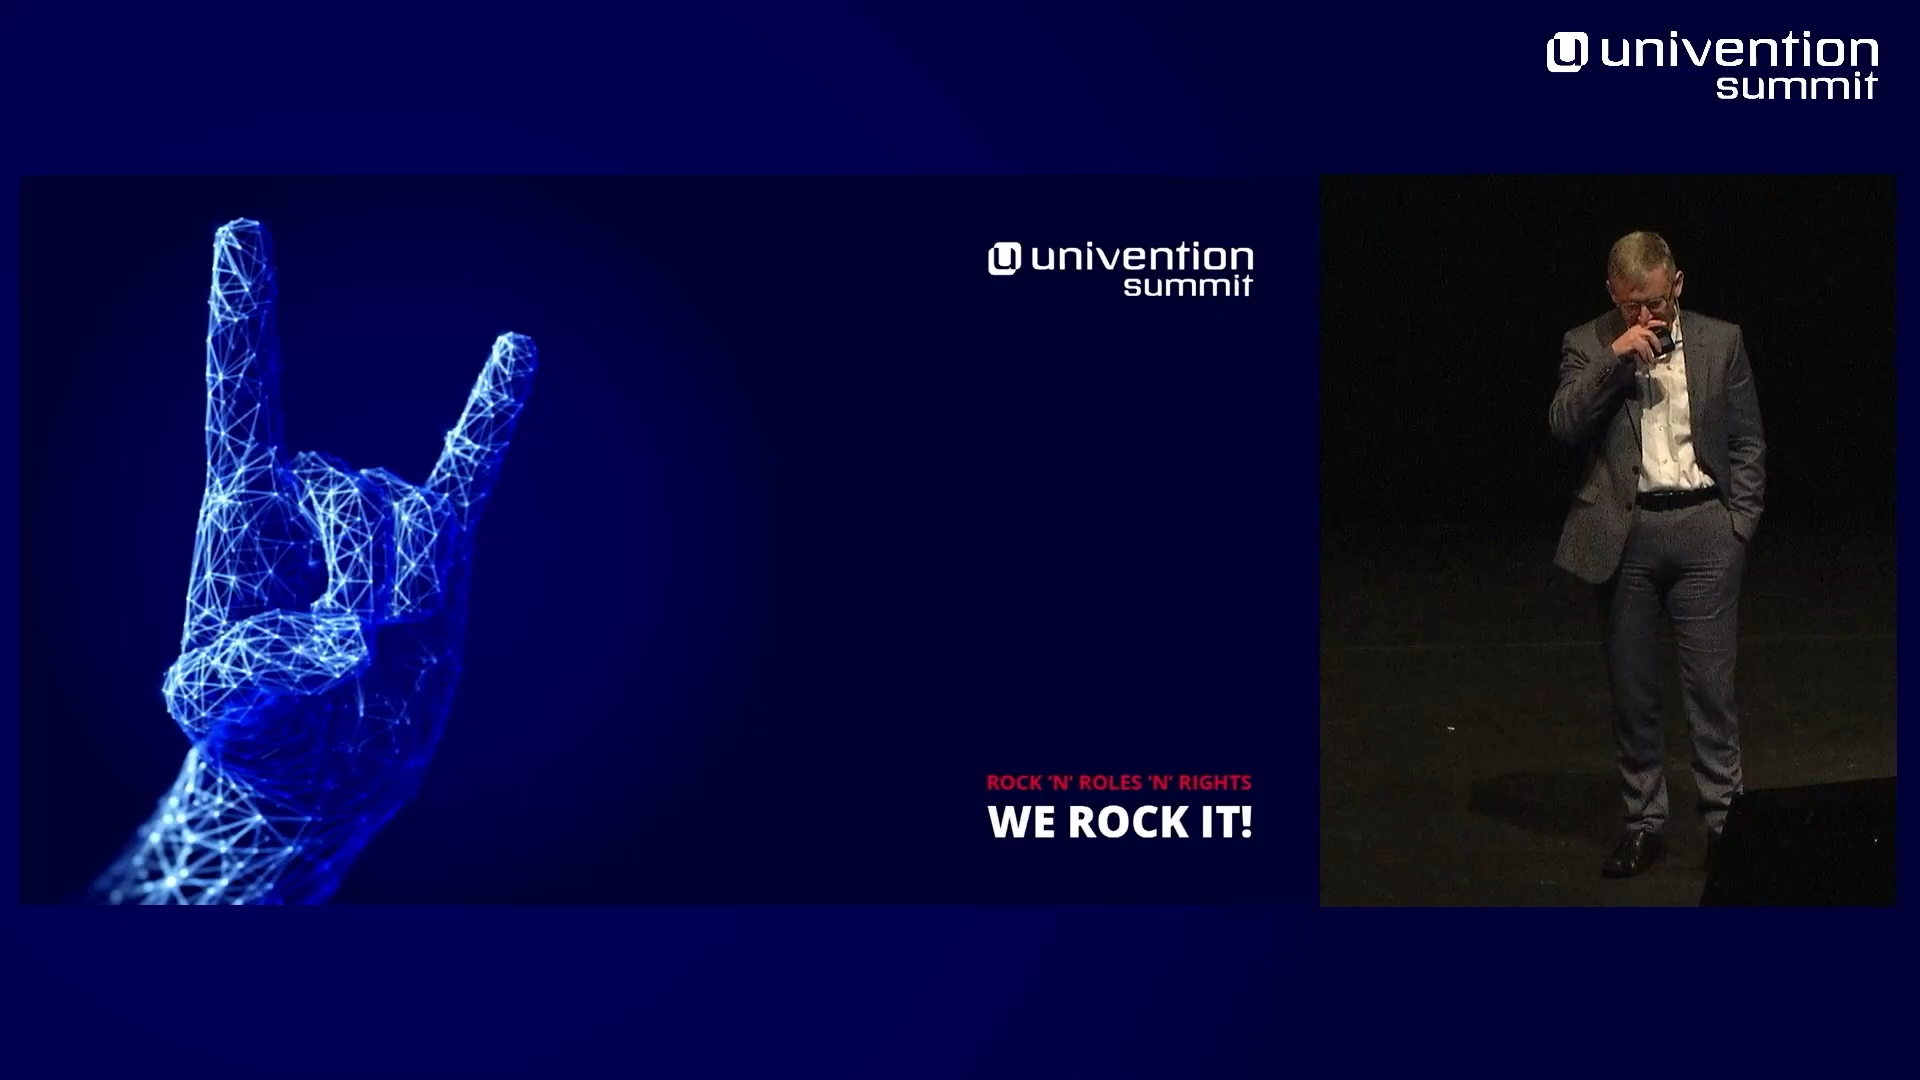 univention
summit
univention
summit
ROCK ‘N’ ROLES ‘N’ RIGHTS
WE ROCK IT!